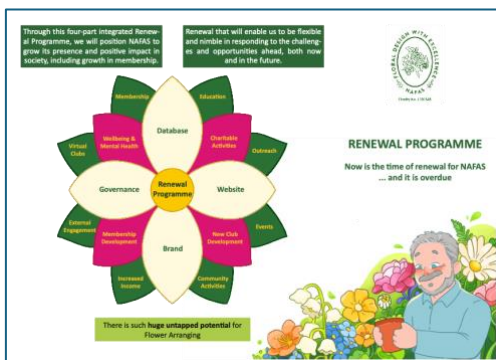 Through this four-part integrated Renew-
al Programme, we will position NAFAS to
grow its presence and positive impact in
society, including growth in membership.
Renewal that will enable us to be flexible
and nimble in responding to the challeng-
es and opportunities ahead, both now
and in the future.
FLORAL DESIGN WITH EXCELLENCE
NAFAS
Membership
Education
Database
Wellbeing &
Mental Health
Charitable
Activities
Virtual
Clubs
Outreach
Governance
Renewal
Programme
Website
External
Engagement
Membership
Development
New Club
Development
Events
Brand
Increased
Income
Community
Activities
There is such huge untapped potential for
Flower Arranging
RENEWAL PROGRAMME
Now is the time of renewal for NAFAS
... and it is overdue